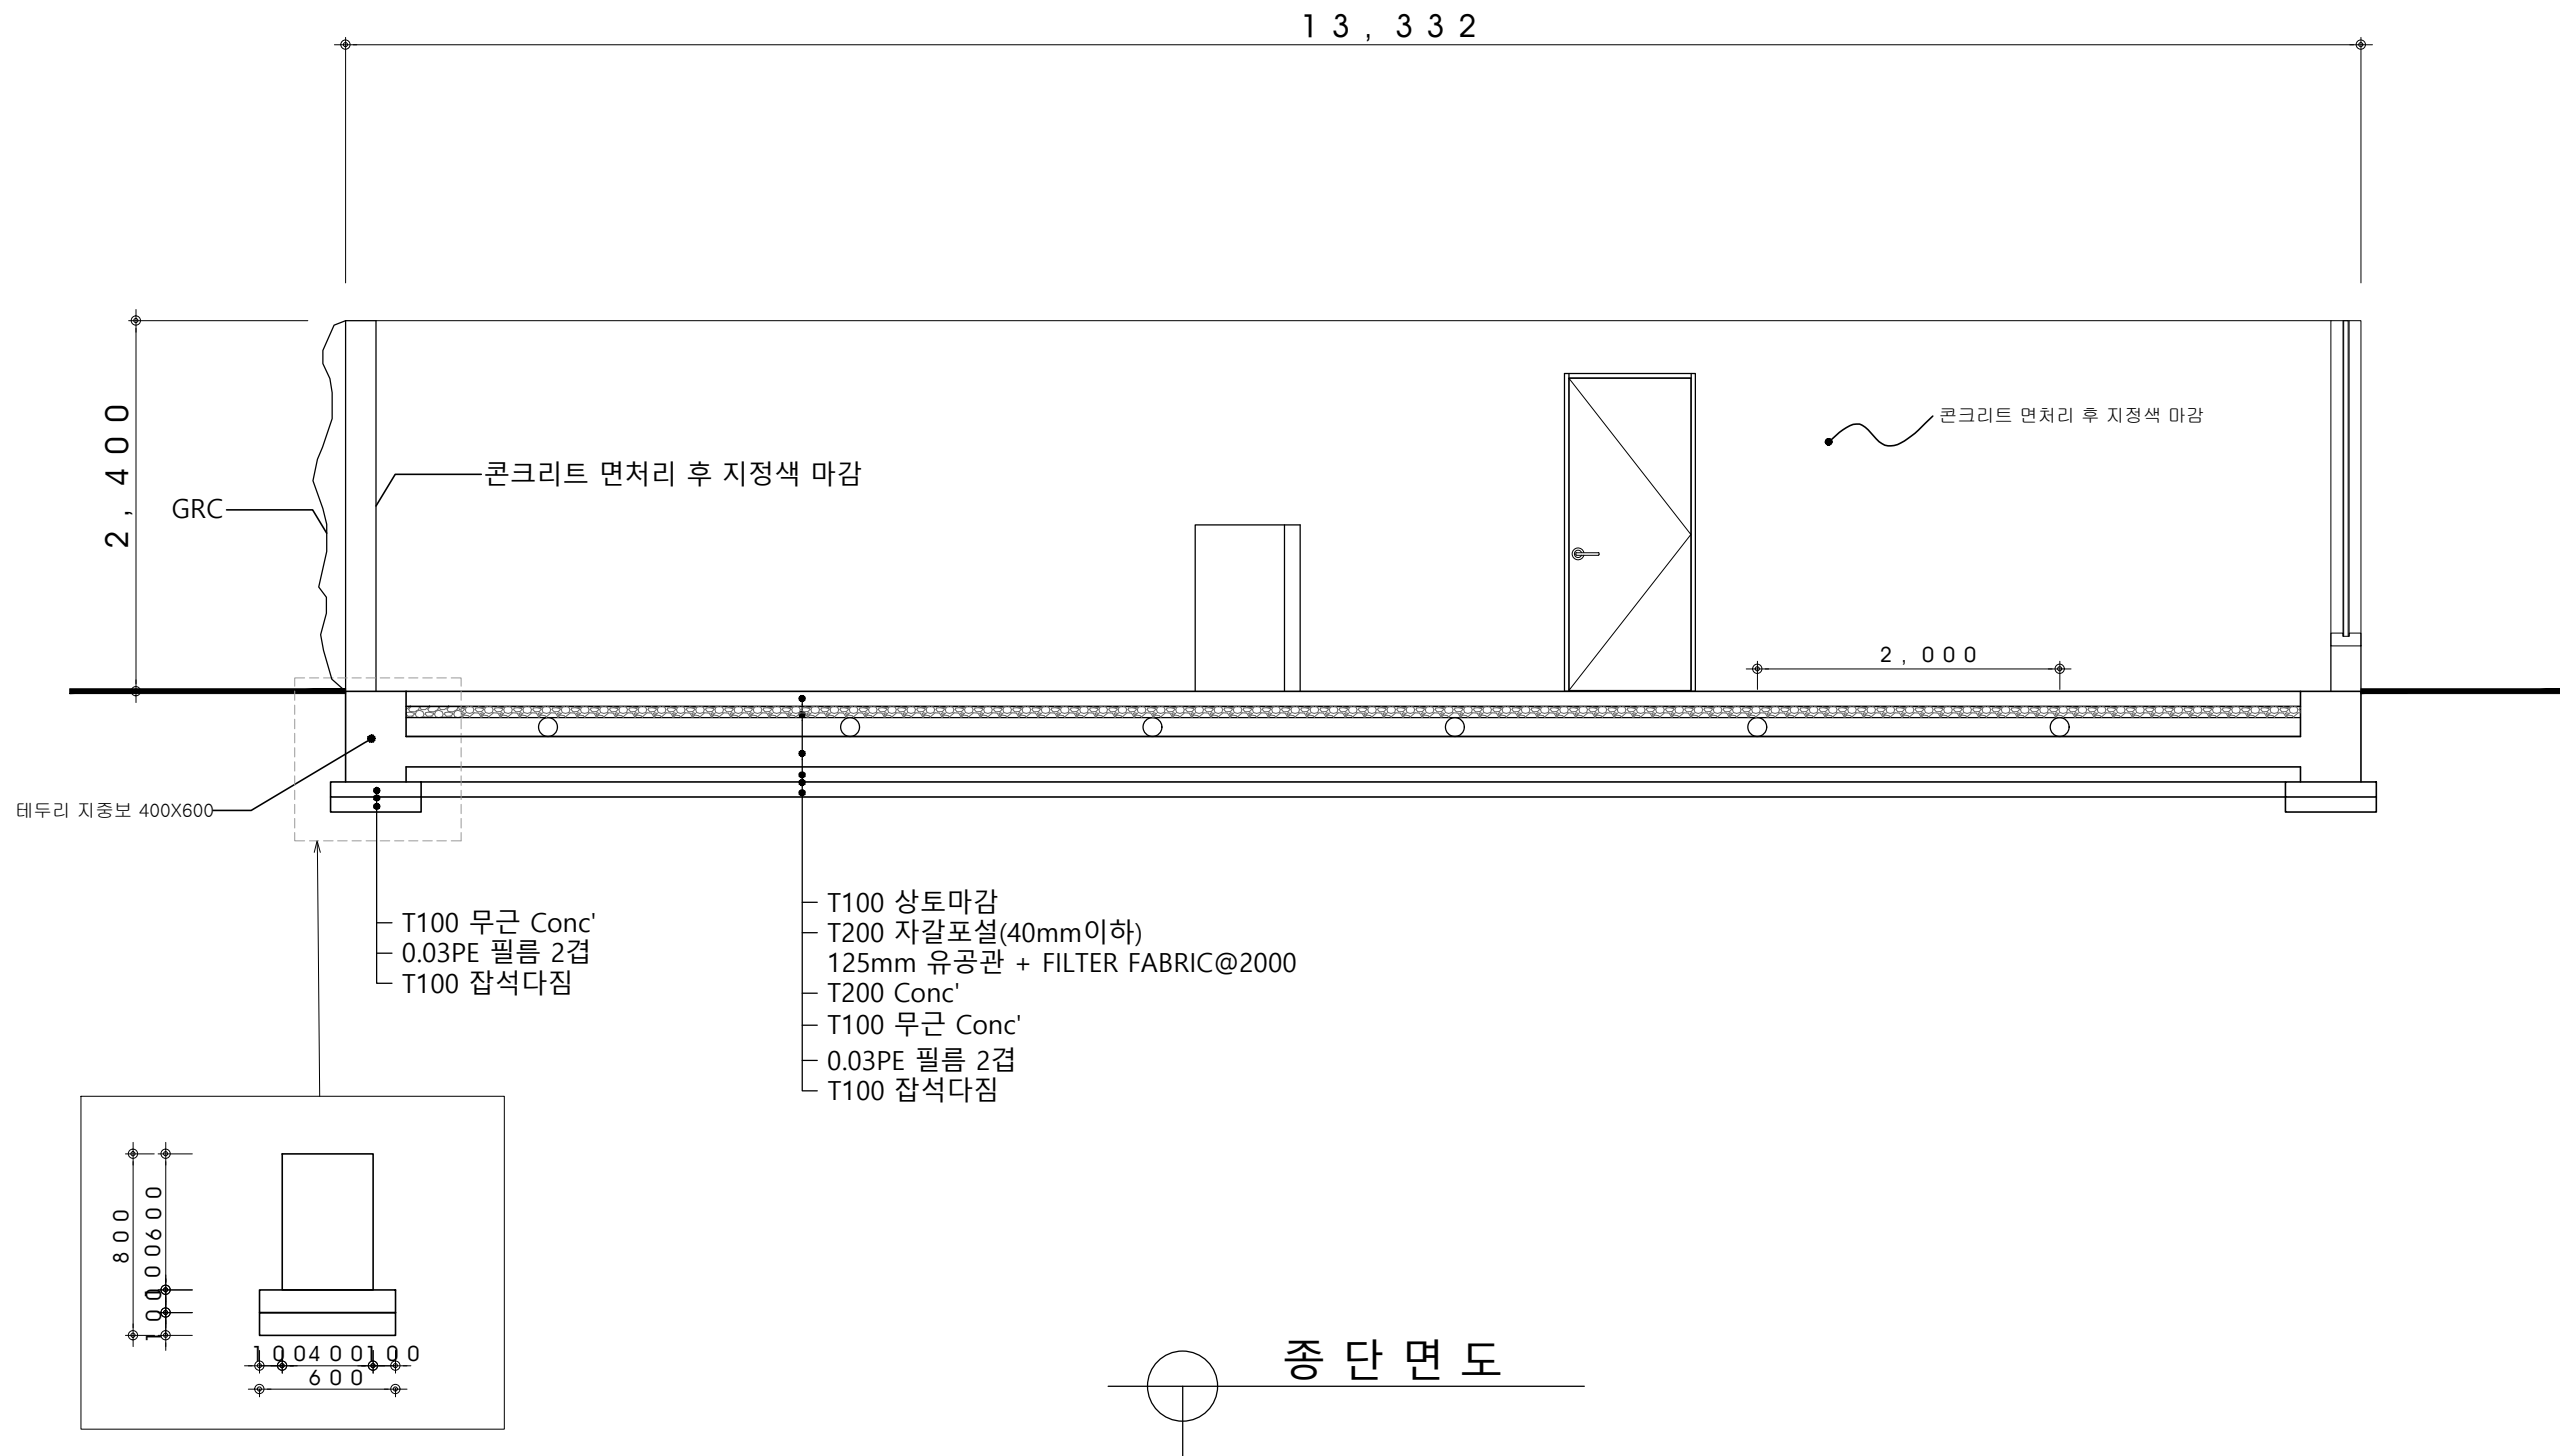 13,332
2,400
콘크리트 면처리 후 지정색 마감
콘크리트 면처리 후 지정색 마감
GRC
2,000
테두리 지중보 400X600
T100 무근 Conc'
0.03PE 필름 2겹
T100 잡석다짐
T100 상토마감
T200 자갈포설(40mm이하)
125mm 유공관 + FILTER FABRIC@2000
T200 Conc'
T100 무근 Conc'
0.03PE 필름 2겹
T100 잡석다짐
800
600
100
100
100
400
100
600
종단면도